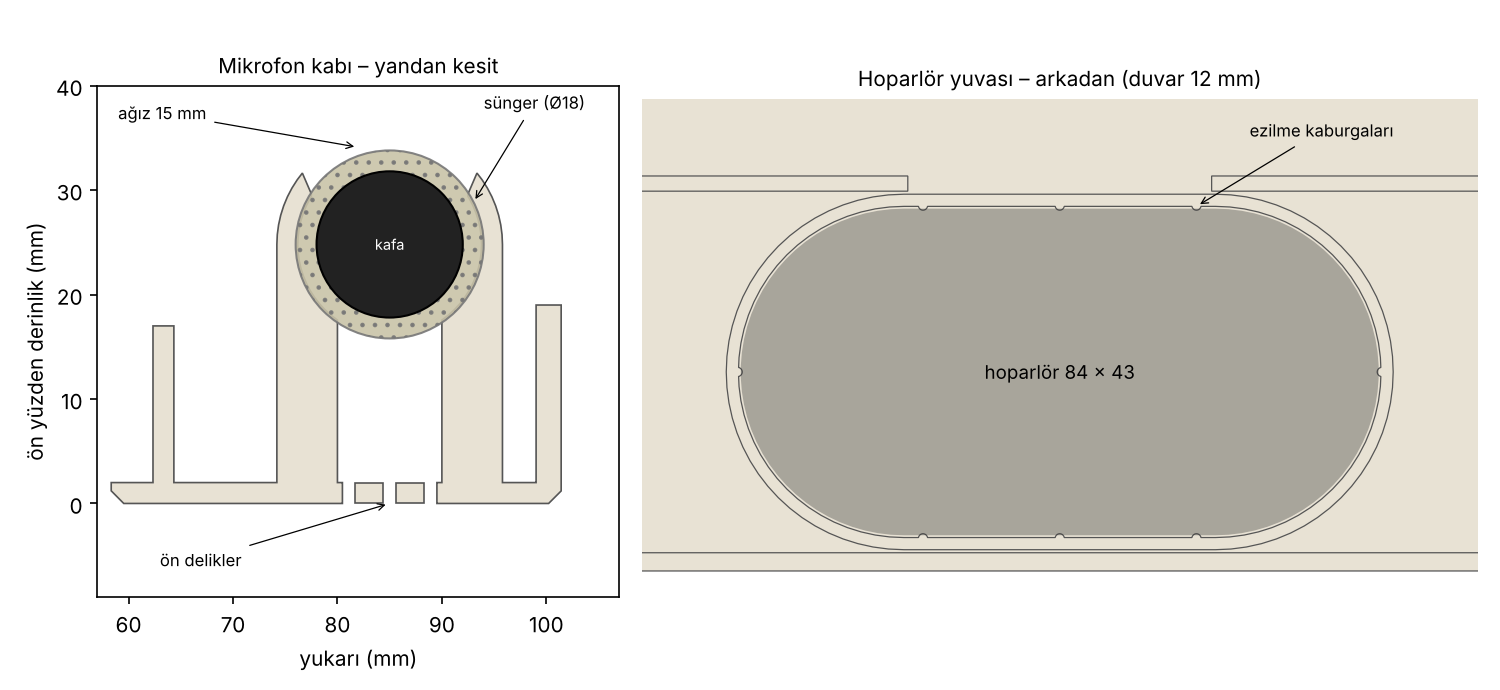 Mikrofon kabı – yandan kesit
40
30
20
10
0
ön yüzden derinlik (mm)
ağız 15 mm
sünger (Ø18)
kafa
ön delikler
60 70 80 90 100
yukarı (mm)
Hoparlör yuvası – arkadan (duvar 12 mm)
ezilme kaburgaları
hoparlör 84 × 43